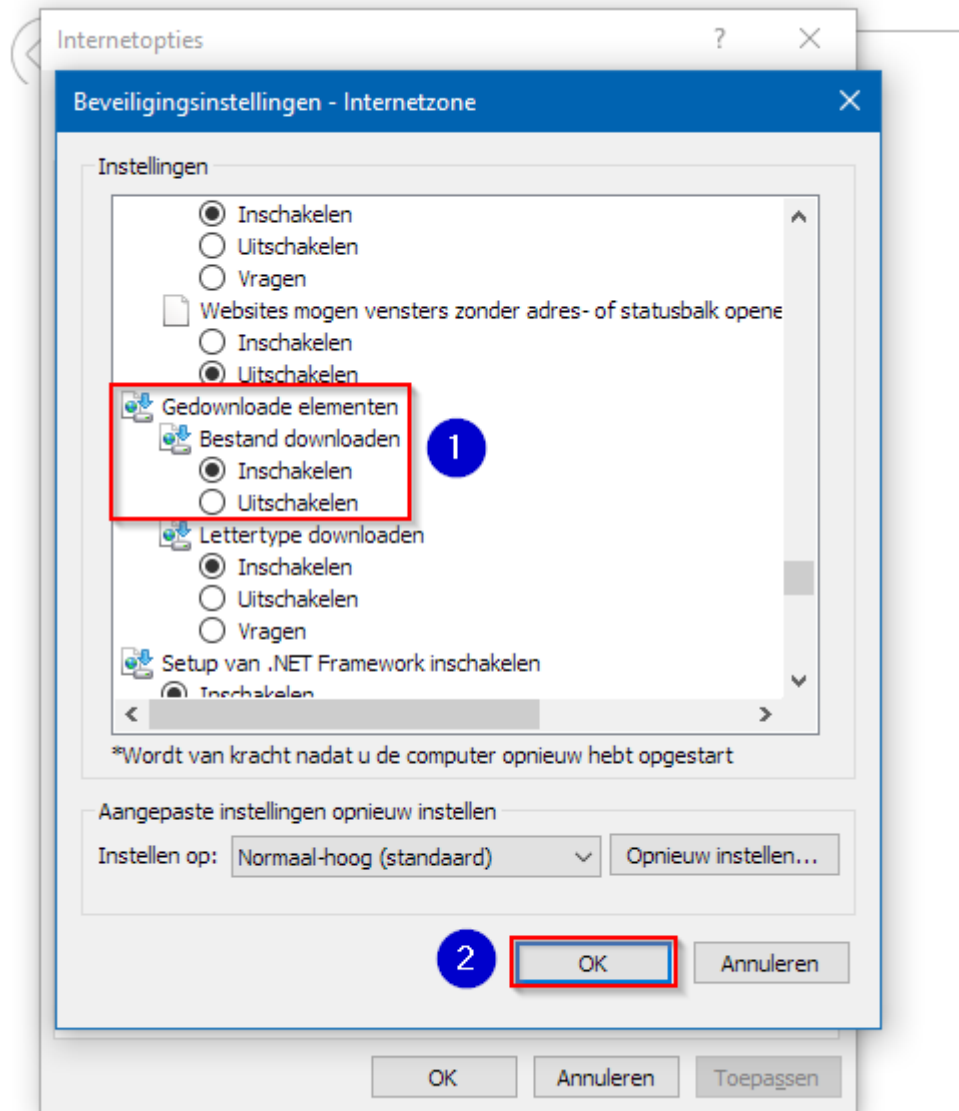 Internetopties
Beveiligingsinstellingen - Internetzone
Instellingen
Inschakelen
Uitschakelen
Vragen
Websites mogen vensters zonder adres- of statusbalk opene
Inschakelen
Uitschakelen
Gedownloade elementen
Bestand downloaden
1
Inschakelen
Uitschakelen
Lettertype downloaden
Inschakelen
Uitschakelen
Vragen
Setup van .NET Framework inschakelen
Inschakelen
*Wordt van kracht nadat u de computer opnieuw hebt opgestart
Aangepaste instellingen opnieuw instellen
Instellen op: Normaal-hoog (standaard) Opnieuw instellen...
2 OK Annuleren
OK Annuleren Toepassen